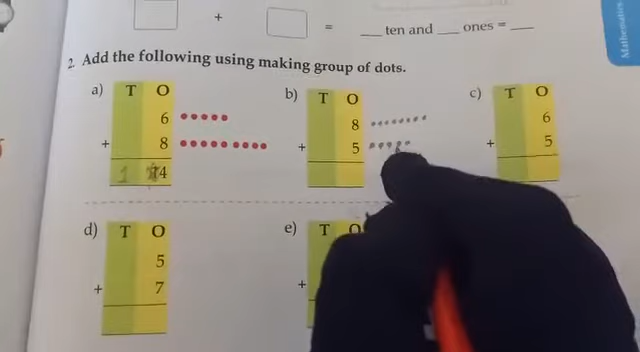 + = ___ ten and ___ ones = ___
Mathematics
2. Add the following using making group of dots.
a) T O b) T O c) T O
6 8 6
+ 8 + 5 + 5
1 4
d) T O e) T O
5
+ 7 +